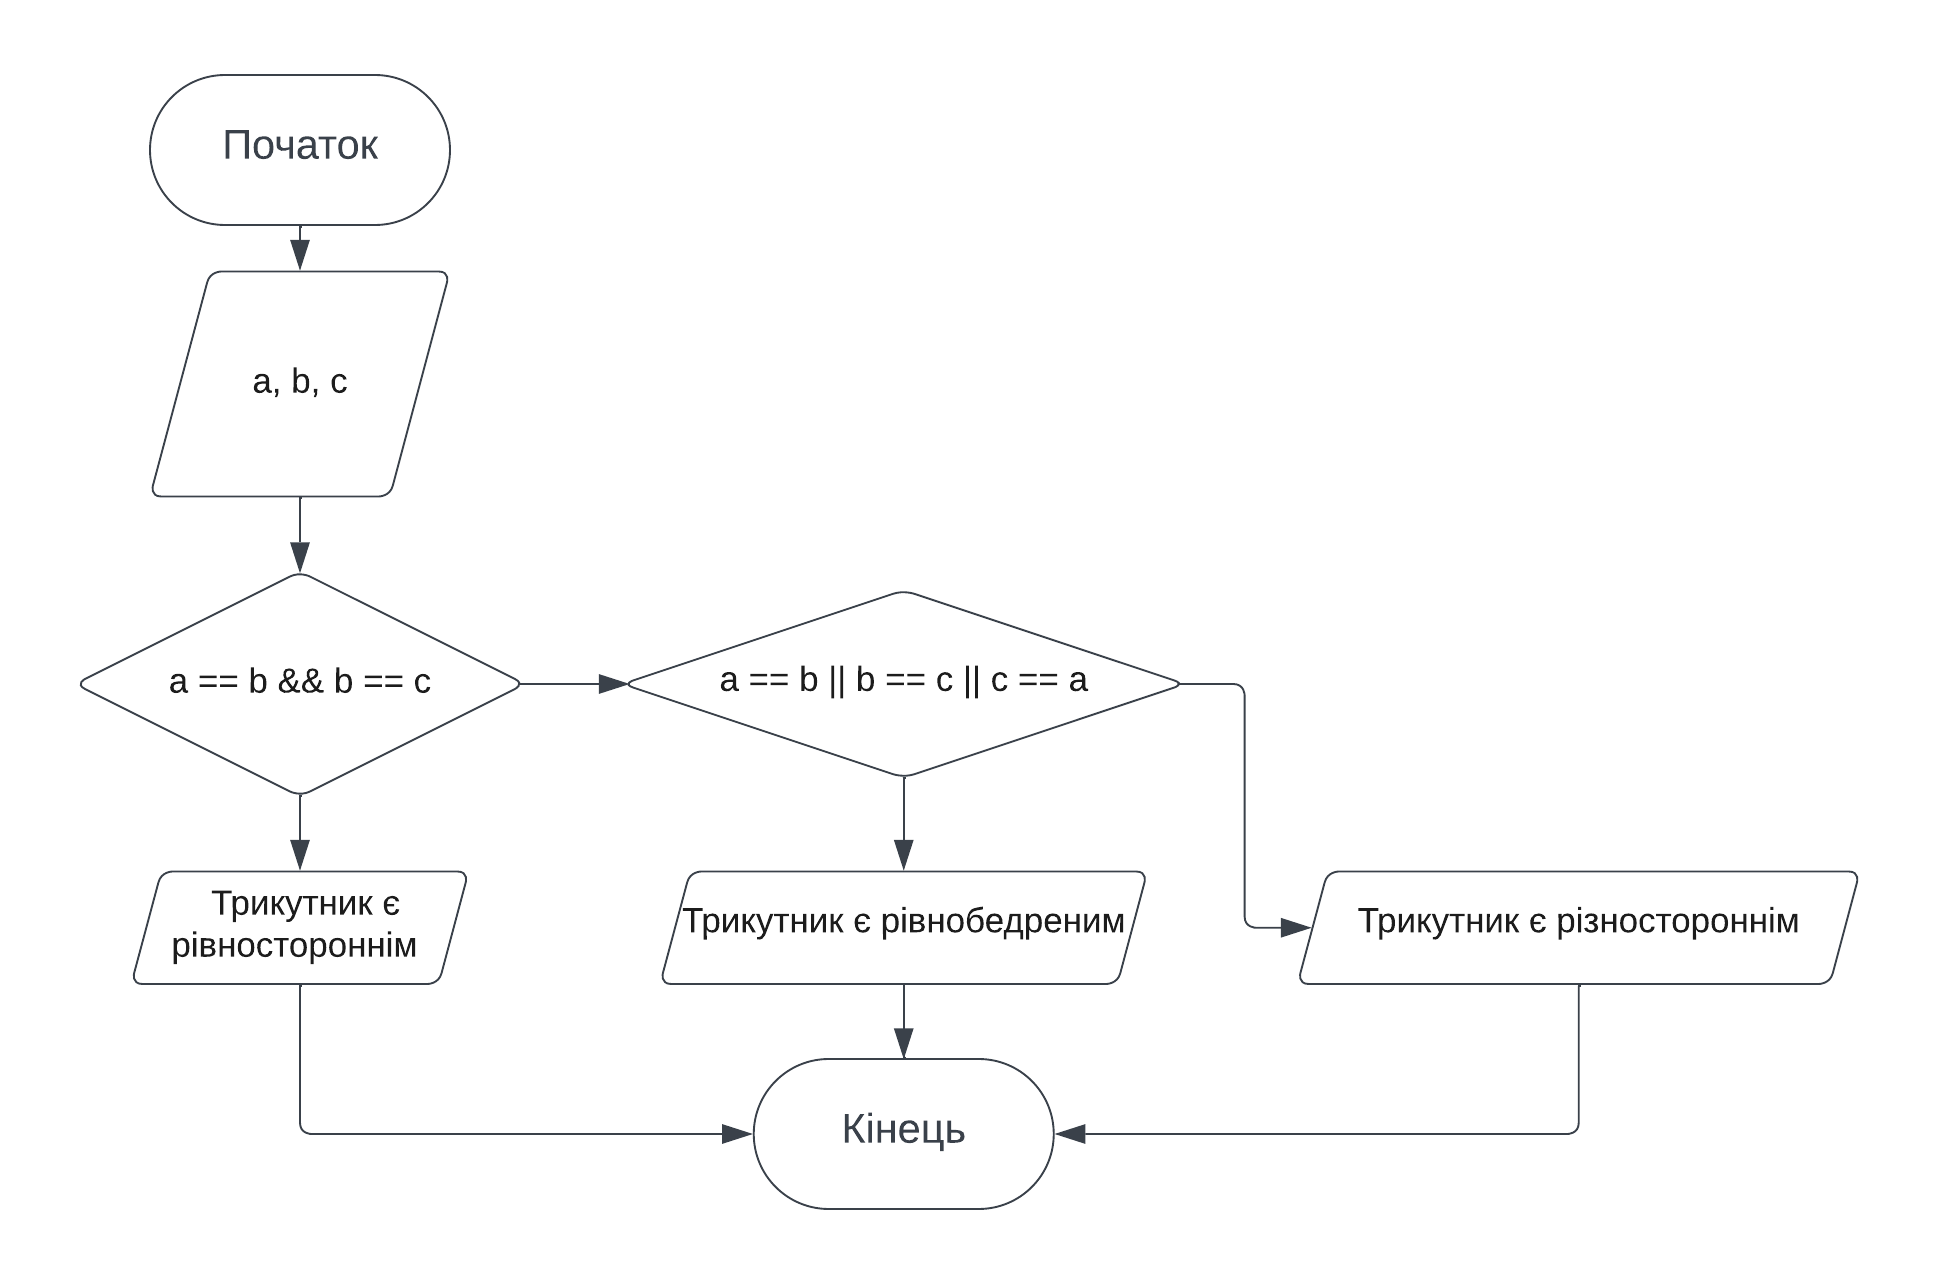 Початок
a, b, c
a == b && b == c
a == b || b == c || c == a
Трикутник є
рівностороннім
Трикутник є рівнобедреним
Трикутник є різностороннім
Кінець